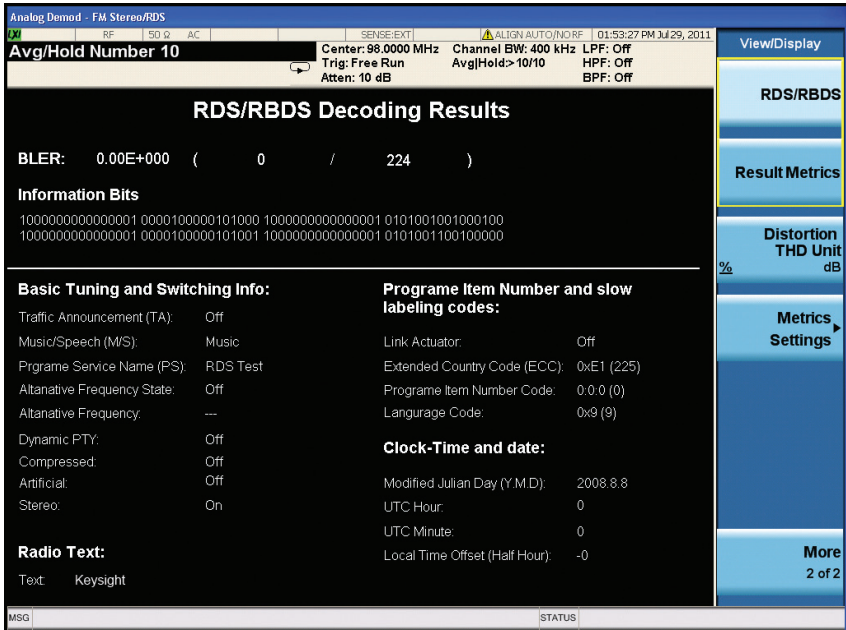 Analog Demod - FM Stereo/RDS
LXI RF 50 Ω AC SENSE:EXT ALIGN AUTO/NO RF 01:53:27 PM Jul 29, 2011
Avg/Hold Number 10
Center: 98.0000 MHz Channel BW: 400 kHz LPF: Off
Trig: Free Run Avg|Hold:>10/10 HPF: Off
Atten: 10 dB BPF: Off
RDS/RBDS Decoding Results
BLER: 0.00E+000 ( 0 / 224 )
Information Bits
1000000000000001 0000100000101000 1000000000000001 0101001001000100
1000000000000001 0000100000101001 1000000000000001 0101001100100000
Basic Tuning and Switching Info:
Traffic Announcement (TA): Off
Music/Speech (M/S): Music
Prgrame Service Name (PS): RDS Test
Altanative Frequency State: Off
Altanative Frequency: ---
Dynamic PTY: Off
Compressed: Off
Artificial: Off
Stereo: On
Radio Text:
Text: Keysight
Programe Item Number and slow
labeling codes:
Link Actuator: Off
Extended Country Code (ECC): 0xE1 (225)
Programe Item Number Code: 0:0:0 (0)
Langurage Code: 0x9 (9)
Clock-Time and date:
Modified Julian Day (Y.M.D): 2008.8.8
UTC Hour: 0
UTC Minute: 0
Local Time Offset (Half Hour): -0
View/Display
RDS/RBDS
Result Metrics
Distortion
THD Unit
% dB
Metrics
Settings
More
2 of 2
MSG STATUS